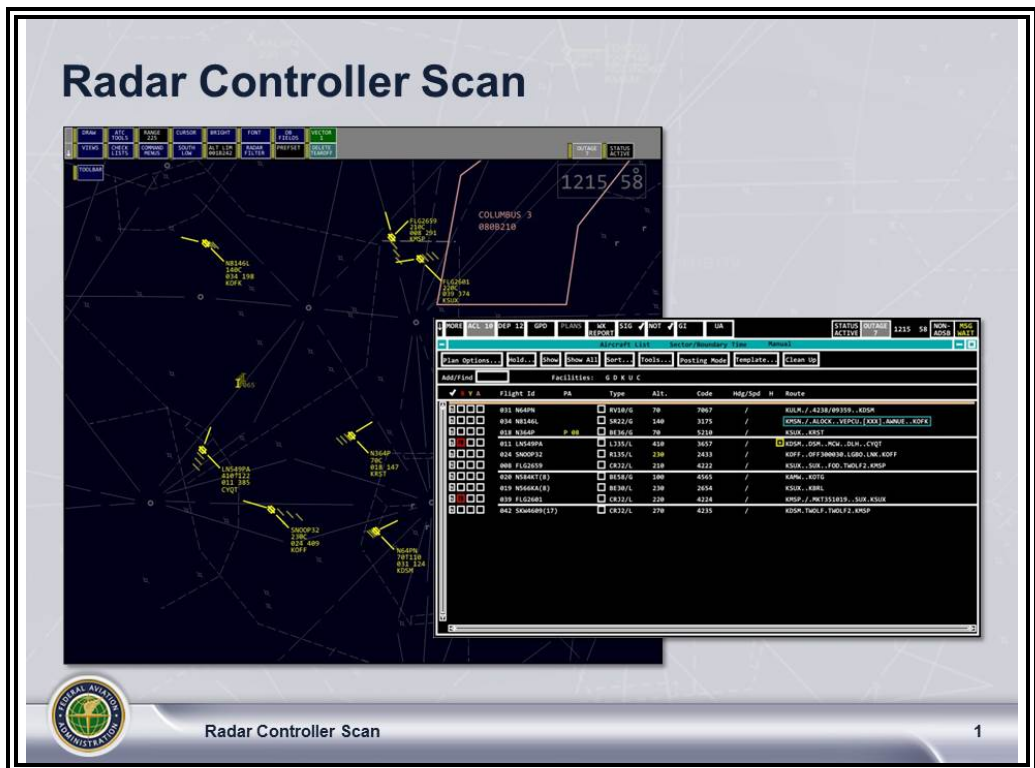 Radar Controller Scan
DRAW ATC TOOLS RANGE 225 CURSOR BRIGHT FONT DB FIELDS VECTOR 1
VIEWS CHECK LISTS COMMAND MENUS SOUTH LOW ALT LIM 001B242 RADAR FILTER PREFSET DELETE TEAROFF
OUTAGE 7 STATUS ACTIVE
TOOLBAR
1215 58
COLUMBUS 3
080B210
FLG2659
210C
008 291
KMSP
N8146L
140C
034 198
KOFK
FLG2601
220C
039 374
KSUX
N364P
70C
018 147
KRST
LN549PA
410T122
011 385
CYQT
SNOOP32
230C
024 409
KOFF
N64PN
70T110
031 124
KDSM
MORE ACL 10 DEP 12 GPD PLANS WX REPORT SIG ✓ NOT ✓ GI UA STATUS ACTIVE OUTAGE 7 1215 58 NON-ADSB MSG WAIT
Aircraft List Sector/Boundary Time Manual
Plan Options... Hold... Show Show All Sort... Tools... Posting Mode Template... Clean Up
Add/Find Facilities: G D K U C
✓ R Y A Flight Id PA Type Alt. Code Hdg/Spd H Route
031 N64PN RV10/G 70 7067 / KULM./.4238/09359..KDSM
034 N8146L SR22/G 140 3175 / KMSN./.ALOCK..VEPCU.[XXX].AWNUE..KOFK
018 N364P P 08 BE36/G 70 5210 / KSUX..KRST
011 LN549PA LJ35/L 410 3657 / KDSM..DSM..MCW..DLH..CYQT
024 SNOOP32 R135/L 230 2433 / KOFF..OFF300030.LGBO.LNK.KOFF
008 FLG2659 CRJ2/L 210 4222 / KSUX..SUX..FOD.TWOLF2.KMSP
020 N584KT(8) BE58/G 100 4565 / KAMW..KOTG
019 N566KA(8) BE30/L 230 2654 / KSUX..KBRL
039 FLG2601 CRJ2/L 220 4224 / KMSP./.MKT351019..SUX.KSUX
042 SKW4609(17) CRJ2/L 270 4235 / KDSM.TWOLF.TWOLF2.KMSP
FEDERAL AVIATION ADMINISTRATION
Radar Controller Scan
1